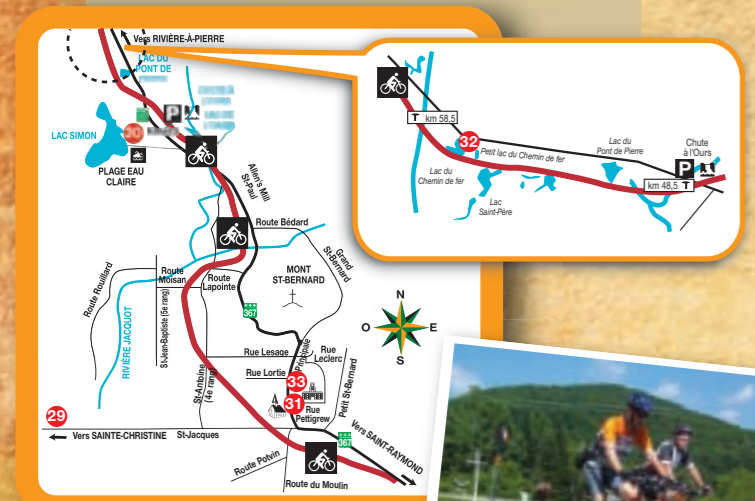 Vers RIVIÈRE-À-PIERRE
LAC DU
PONT DE
LAC SIMON
PLAGE EAU
CLAIRE
P
Allen's Mill
St-Paul
Route Bédard
Grand
St-Bernard
MONT
ST-BERNARD
Route Rouillard
Route
Moisan
Route
Lapointe
RIVIÈRE JACQUOT
St-Jean-Baptiste (5e rang)
St-Antoine
(4e rang)
367
Route Lesage
Principale
Rue
Leclerc
Rue Lortie
33
31
Rue
Pettigrew
Petit St-Bernard
29
Vers SAINTE-CHRISTINE
St-Jacques
367
Vers SAINT-RAYMOND
Route Potvin
Route du Moulin
N
O
E
S
T km 58,5
32
Petit lac du Chemin de fer
Lac du
Chemin de fer
Lac
Saint-Père
Lac du
Pont de Pierre
Chute
à l'Ours
P
km 48,5 T